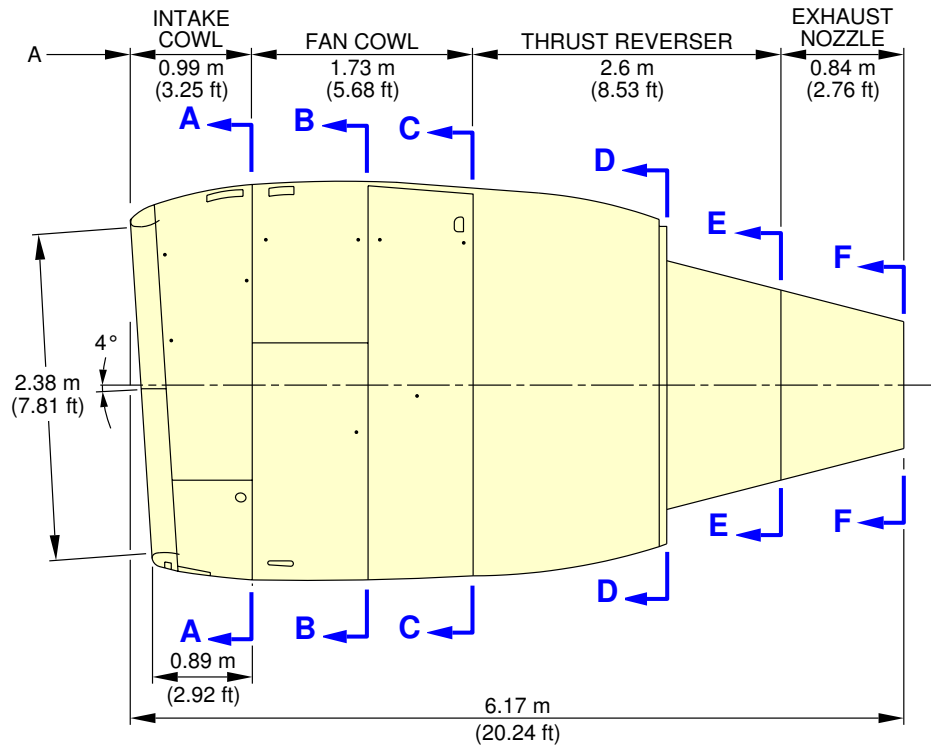 INTAKE
COWL
FAN COWL
THRUST REVERSER
EXHAUST
NOZZLE
A
0.99 m
(3.25 ft)
1.73 m
(5.68 ft)
2.6 m
(8.53 ft)
0.84 m
(2.76 ft)
A
B
C
D
E
F
4°
2.38 m
(7.81 ft)
A
B
C
D
E
F
0.89 m
(2.92 ft)
6.17 m
(20.24 ft)